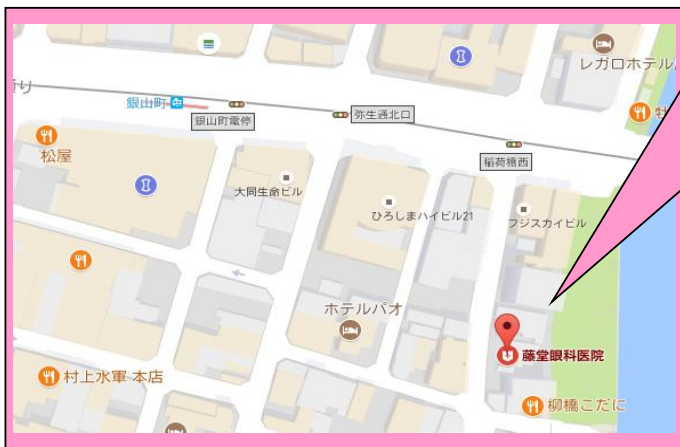 レガロホテル
り
銀山町
銀山町電停
弥生通北口
稲荷橋西
松屋
大同生命ビル
ひろしまハイビル21
フジスカイビル
ホテルパオ
藤堂眼科医院
村上水軍 本店
柳橋こだに